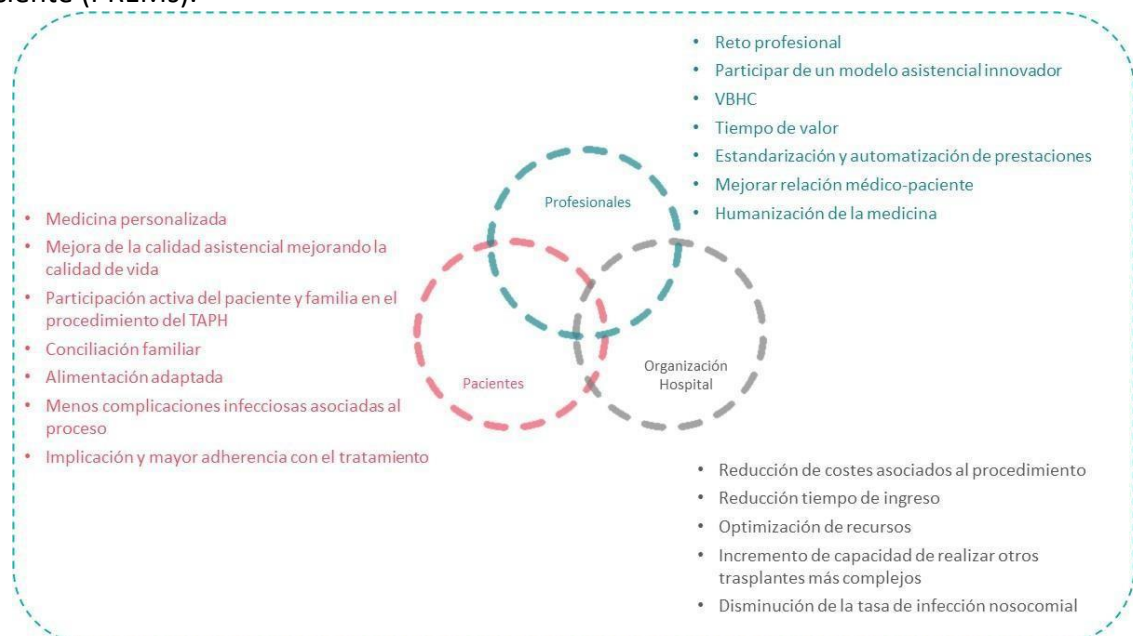 • Reto profesional
• Participar de un modelo asistencial innovador
• VBHC
• Tiempo de valor
• Estandarización y automatización de prestaciones
• Mejorar relación médico-paciente
• Humanización de la medicina
Profesionales
• Medicina personalizada
• Mejora de la calidad asistencial mejorando la
calidad de vida
• Participación activa del paciente y familia en el
procedimiento del TAPH
• Conciliación familiar
• Alimentación adaptada
• Menos complicaciones infecciosas asociadas al
proceso
• Implicación y mayor adherencia con el tratamiento
Pacientes
Organización
Hospital
• Reducción de costes asociados al procedimiento
• Reducción tiempo de ingreso
• Optimización de recursos
• Incremento de capacidad de realizar otros
trasplantes más complejos
• Disminución de la tasa de infección nosocomial